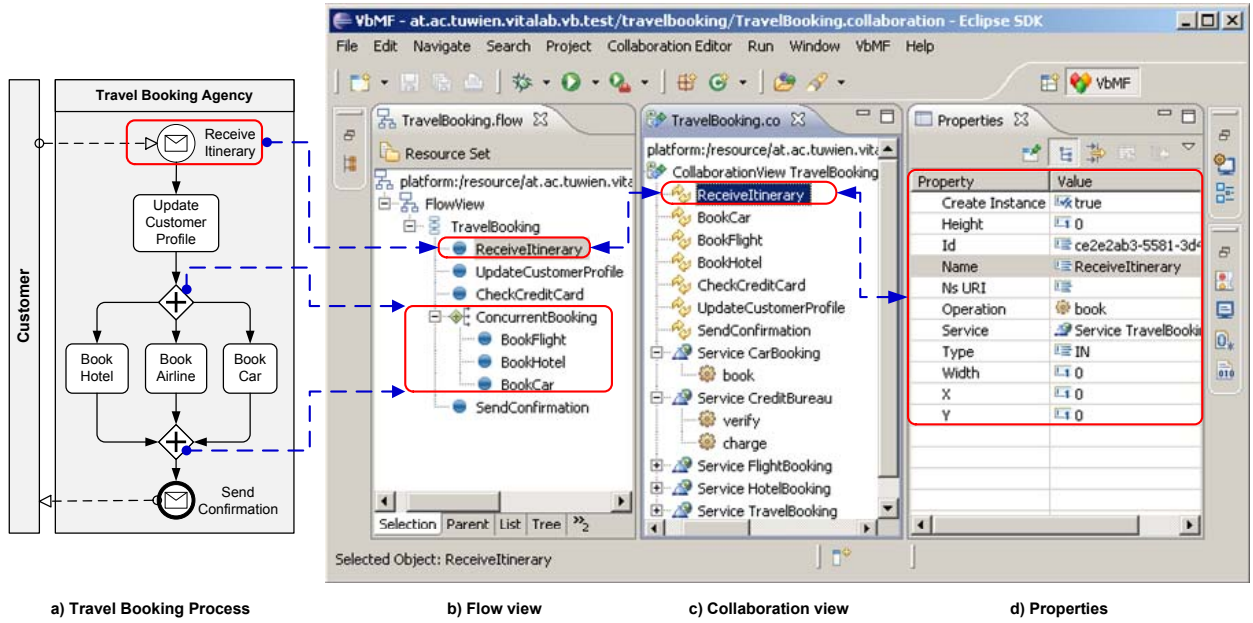 VbMF - at.ac.tuwien.vitalab.vb.test/travelbooking/TravelBooking.collaboration - Eclipse SDK
File Edit Navigate Search Project Collaboration Editor Run Window VbMF Help
VbMF
Customer
Travel Booking Agency
Receive
Itinerary
Update
Customer
Profile
Book
Hotel
Book
Airline
Book
Car
Send
Confirmation
TravelBooking.flow
Resource Set
platform:/resource/at.ac.tuwien.vita
FlowView
TravelBooking
ReceiveItinerary
UpdateCustomerProfile
CheckCreditCard
ConcurrentBooking
BookFlight
BookHotel
BookCar
SendConfirmation
Selection Parent List Tree »2
TravelBooking.co
platform:/resource/at.ac.tuwien.vita
CollaborationView TravelBooking
ReceiveItinerary
BookCar
BookFlight
BookHotel
CheckCreditCard
UpdateCustomerProfile
SendConfirmation
Service CarBooking
book
Service CreditBureau
verify
charge
Service FlightBooking
Service HotelBooking
Service TravelBooking
Properties
Property Value
Create Instance true
Height 0
Id ce2e2ab3-5581-3d4
Name ReceiveItinerary
Ns URI
Operation book
Service Service TravelBooki
Type IN
Width 0
X 0
Y 0
Selected Object: ReceiveItinerary
a) Travel Booking Process
b) Flow view
c) Collaboration view
d) Properties